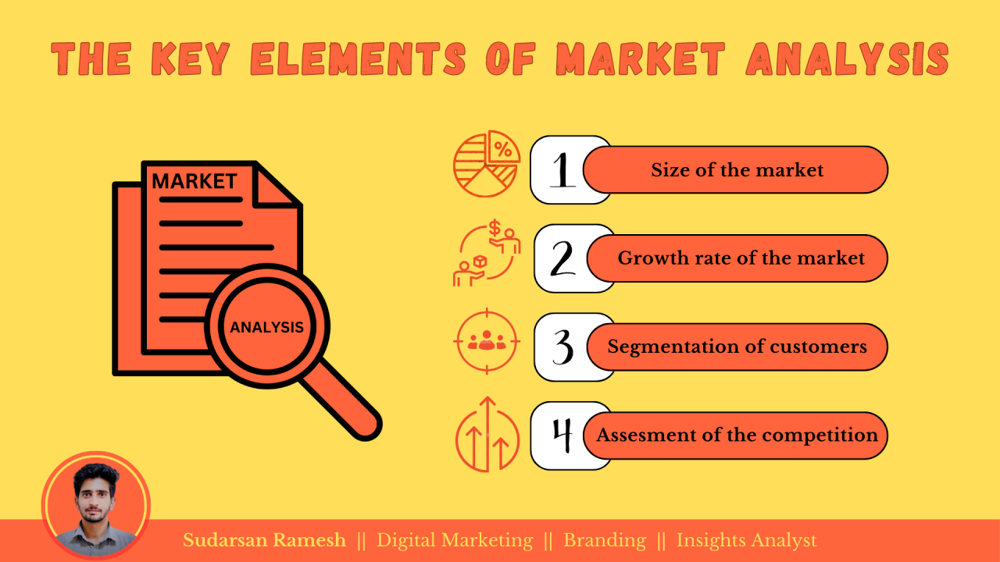 THE KEY ELEMENTS OF MARKET ANALYSIS
MARKET
ANALYSIS
%
1
Size of the market
$
2
Growth rate of the market
3
Segmentation of customers
4
Assesment of the competition
Sudarsan Ramesh || Digital Marketing || Branding || Insights Analyst